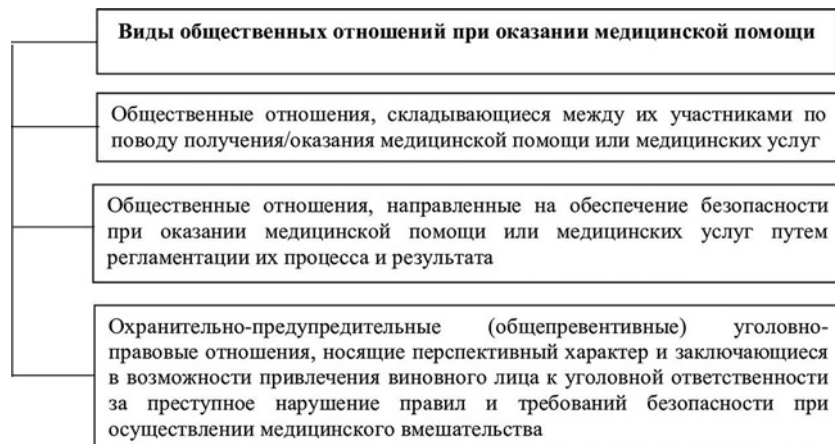 Виды общественных отношений при оказании медицинской помощи
Общественные отношения, складывающиеся между их участниками по
поводу получения/оказания медицинской помощи или медицинских услуг
Общественные отношения, направленные на обеспечение безопасности
при оказании медицинской помощи или медицинских услуг путем
регламентации их процесса и результата
Охранительно-предупредительные (общепревентивные) уголовно-
правовые отношения, носящие перспективный характер и заключающиеся
в возможности привлечения виновного лица к уголовной ответственности
за преступное нарушение правил и требований безопасности при
осуществлении медицинского вмешательства